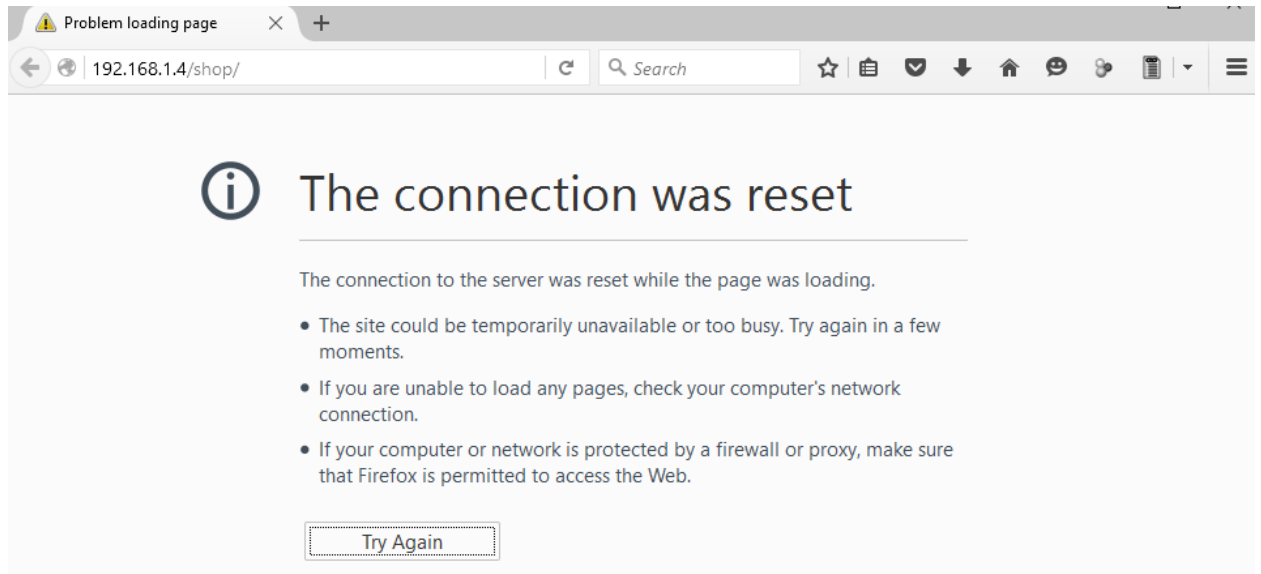 Problem loading page
192.168.1.4/shop/
Search
The connection was reset
The connection to the server was reset while the page was loading.
The site could be temporarily unavailable or too busy. Try again in a few
moments.
If you are unable to load any pages, check your computer's network
connection.
If your computer or network is protected by a firewall or proxy, make sure
that Firefox is permitted to access the Web.
Try Again